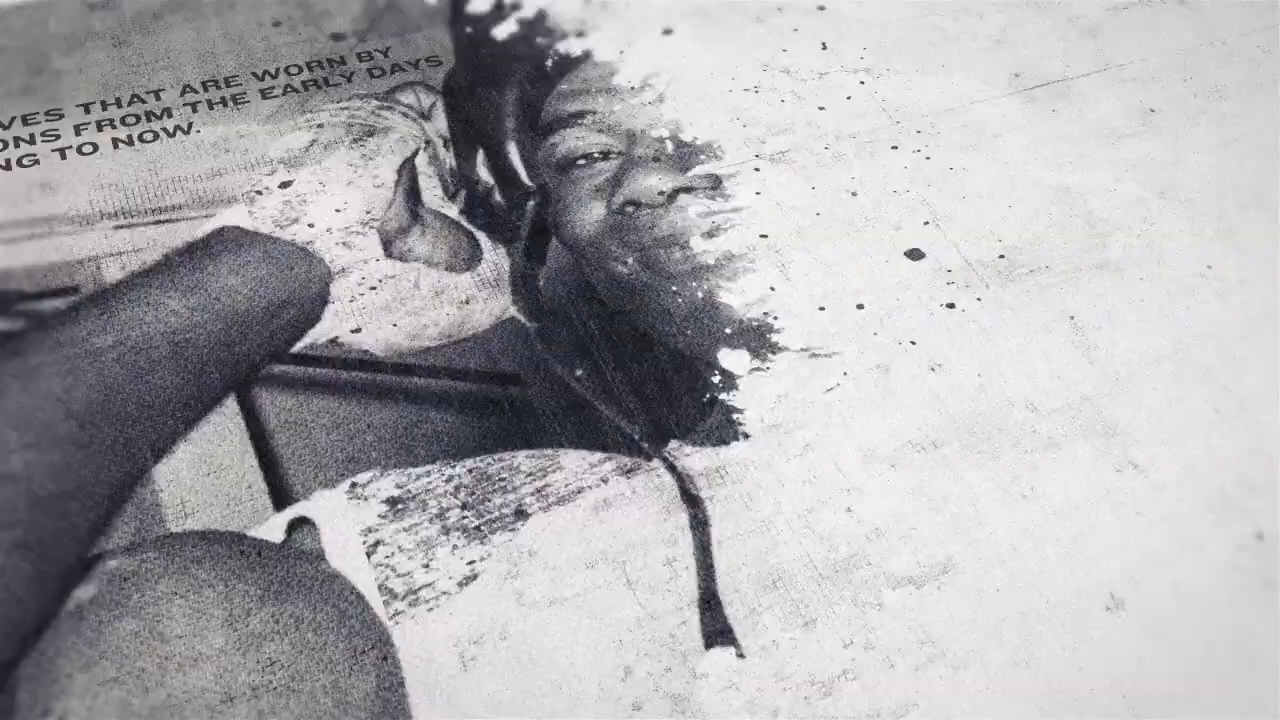 VES THAT ARE WORN BY
ONS FROM THE EARLY DAYS
NG TO NOW.